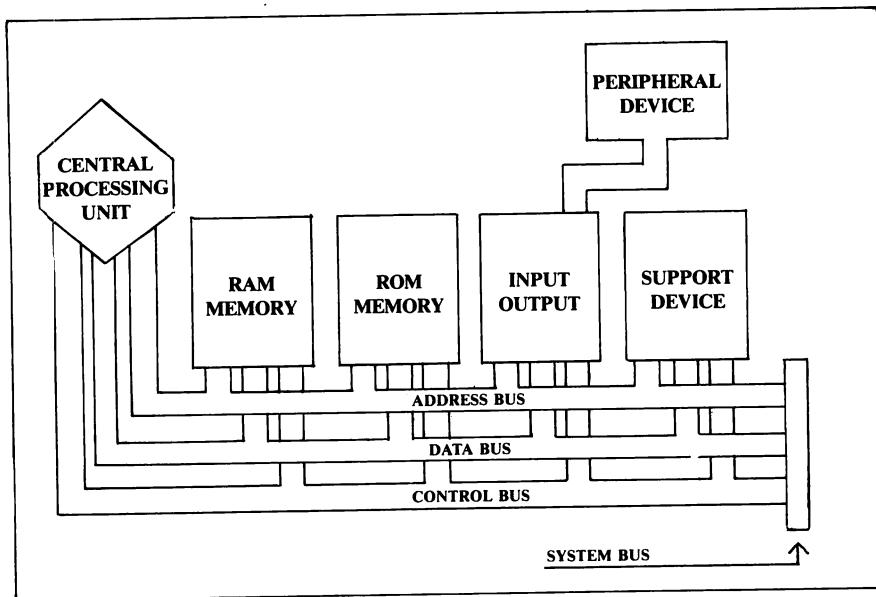 PERIPHERAL
DEVICE
CENTRAL
PROCESSING
UNIT
RAM
MEMORY
ROM
MEMORY
INPUT
OUTPUT
SUPPORT
DEVICE
ADDRESS BUS
DATA BUS
CONTROL BUS
SYSTEM BUS